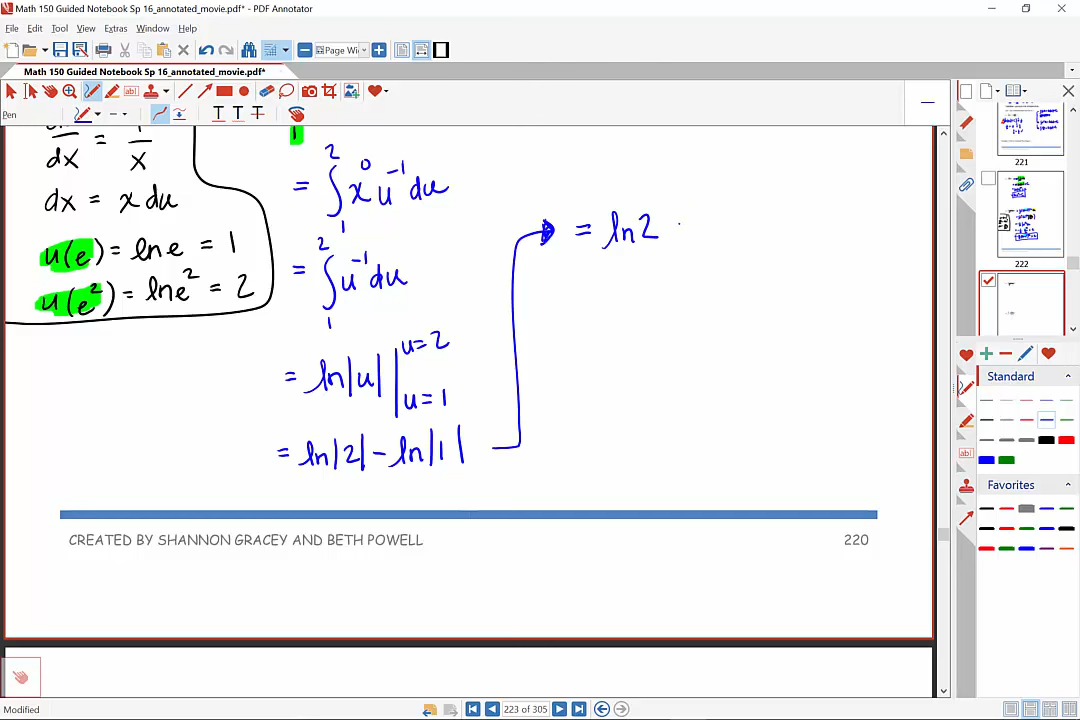 Math 150 Guided Notebook Sp 16_annotated_movie.pdf* - PDF Annotator
File Edit Tool View Extras Window Help
Page Wi
Math 150 Guided Notebook Sp 16_annotated_movie.pdf*
Pen
dx = x
dx = x du
u(e) = ln e = 1
u(e²) = ln e² = 2
= ∫₁² x⁰ u⁻¹ du
= ∫₁² u⁻¹ du
= ln|u| | u=2 u=1
= ln|2| - ln|1|
= ln 2
CREATED BY SHANNON GRACEY AND BETH POWELL 220
221
222
Standard
Favorites
Modified
223 of 305